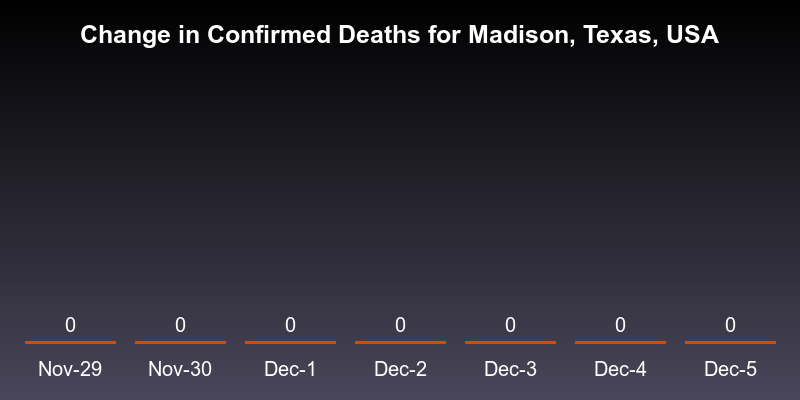 Change in Confirmed Deaths for Madison, Texas, USA
0 0 0 0 0 0 0
Nov-29 Nov-30 Dec-1 Dec-2 Dec-3 Dec-4 Dec-5